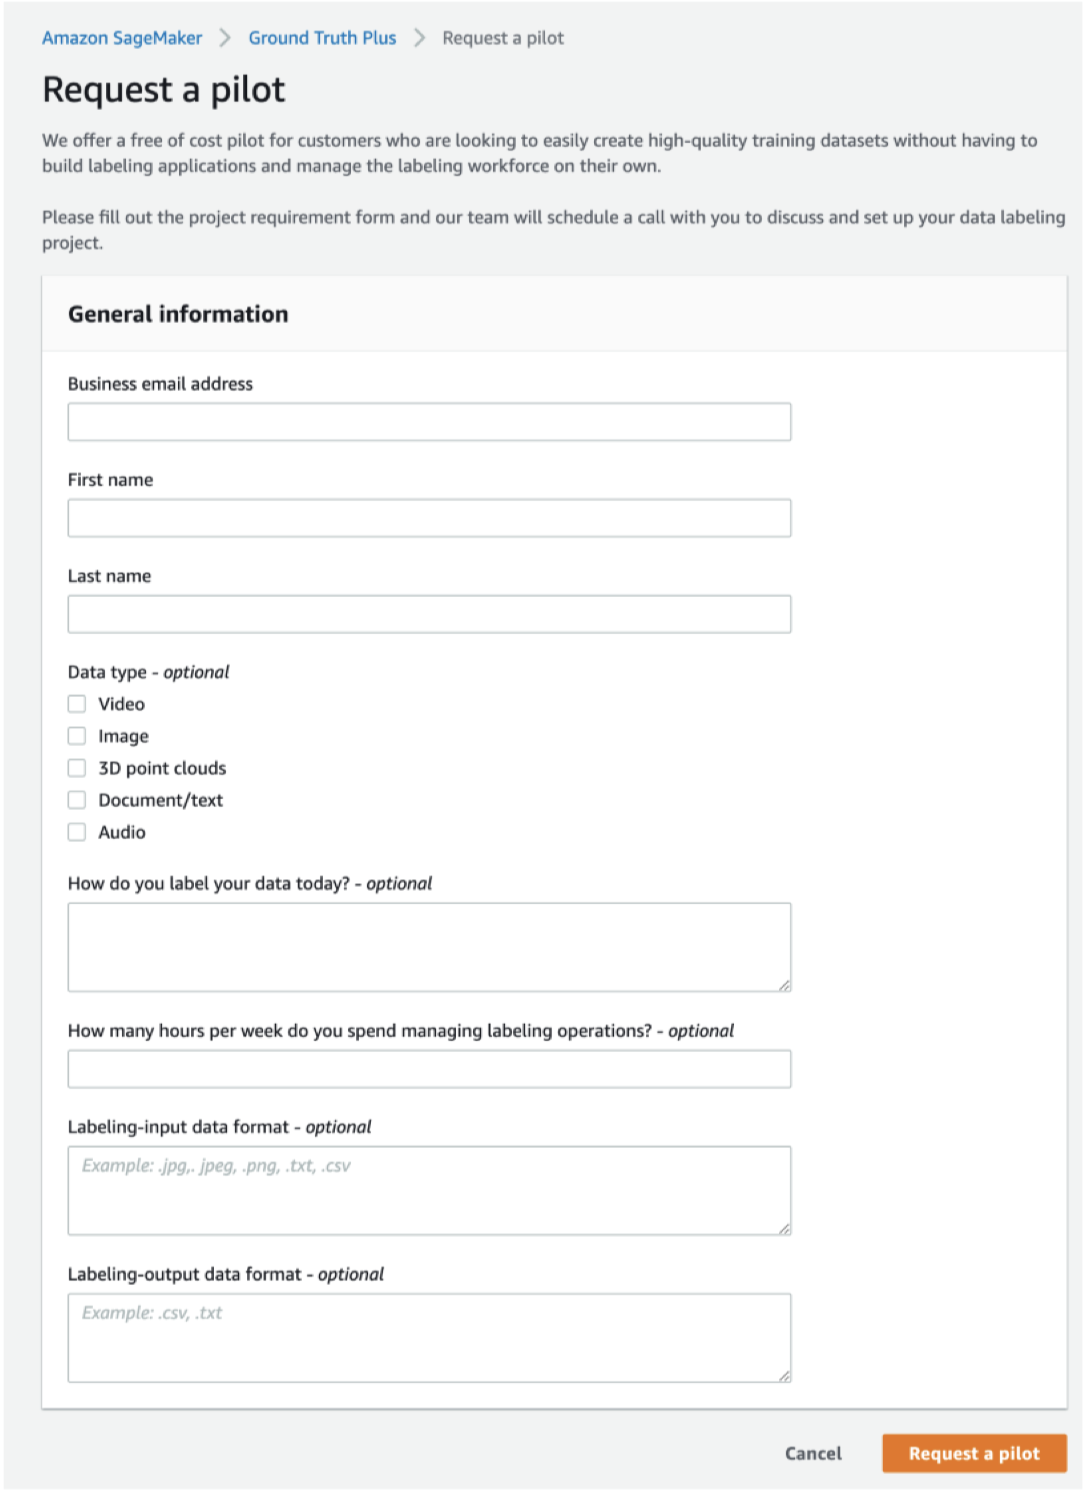 Amazon SageMaker > Ground Truth Plus > Request a pilot
Request a pilot
We offer a free of cost pilot for customers who are looking to easily create high-quality training datasets without having to
build labeling applications and manage the labeling workforce on their own.
Please fill out the project requirement form and our team will schedule a call with you to discuss and set up your data labeling
project.
General information
Business email address
First name
Last name
Data type - optional
Video
Image
3D point clouds
Document/text
Audio
How do you label your data today? - optional
How many hours per week do you spend managing labeling operations? - optional
Labeling-input data format - optional
Example: .jpg,. jpeg, .png, .txt, .csv
Labeling-output data format - optional
Example: .csv, .txt
Cancel Request a pilot